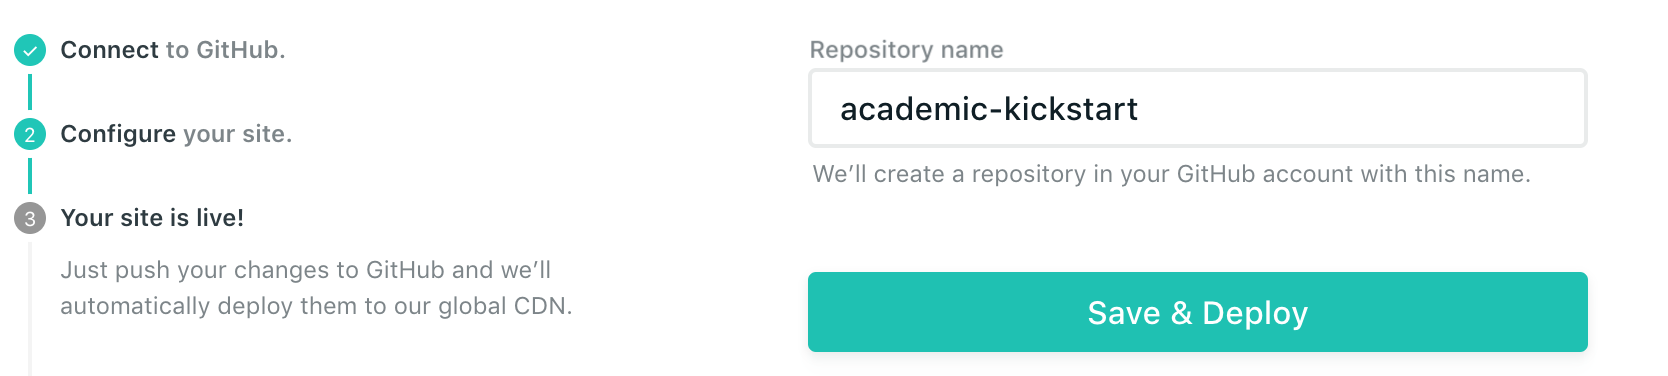 Connect to GitHub.
2 Configure your site.
3 Your site is live!
Just push your changes to GitHub and we’ll
automatically deploy them to our global CDN.
Repository name
academic-kickstart
We’ll create a repository in your GitHub account with this name.
Save & Deploy